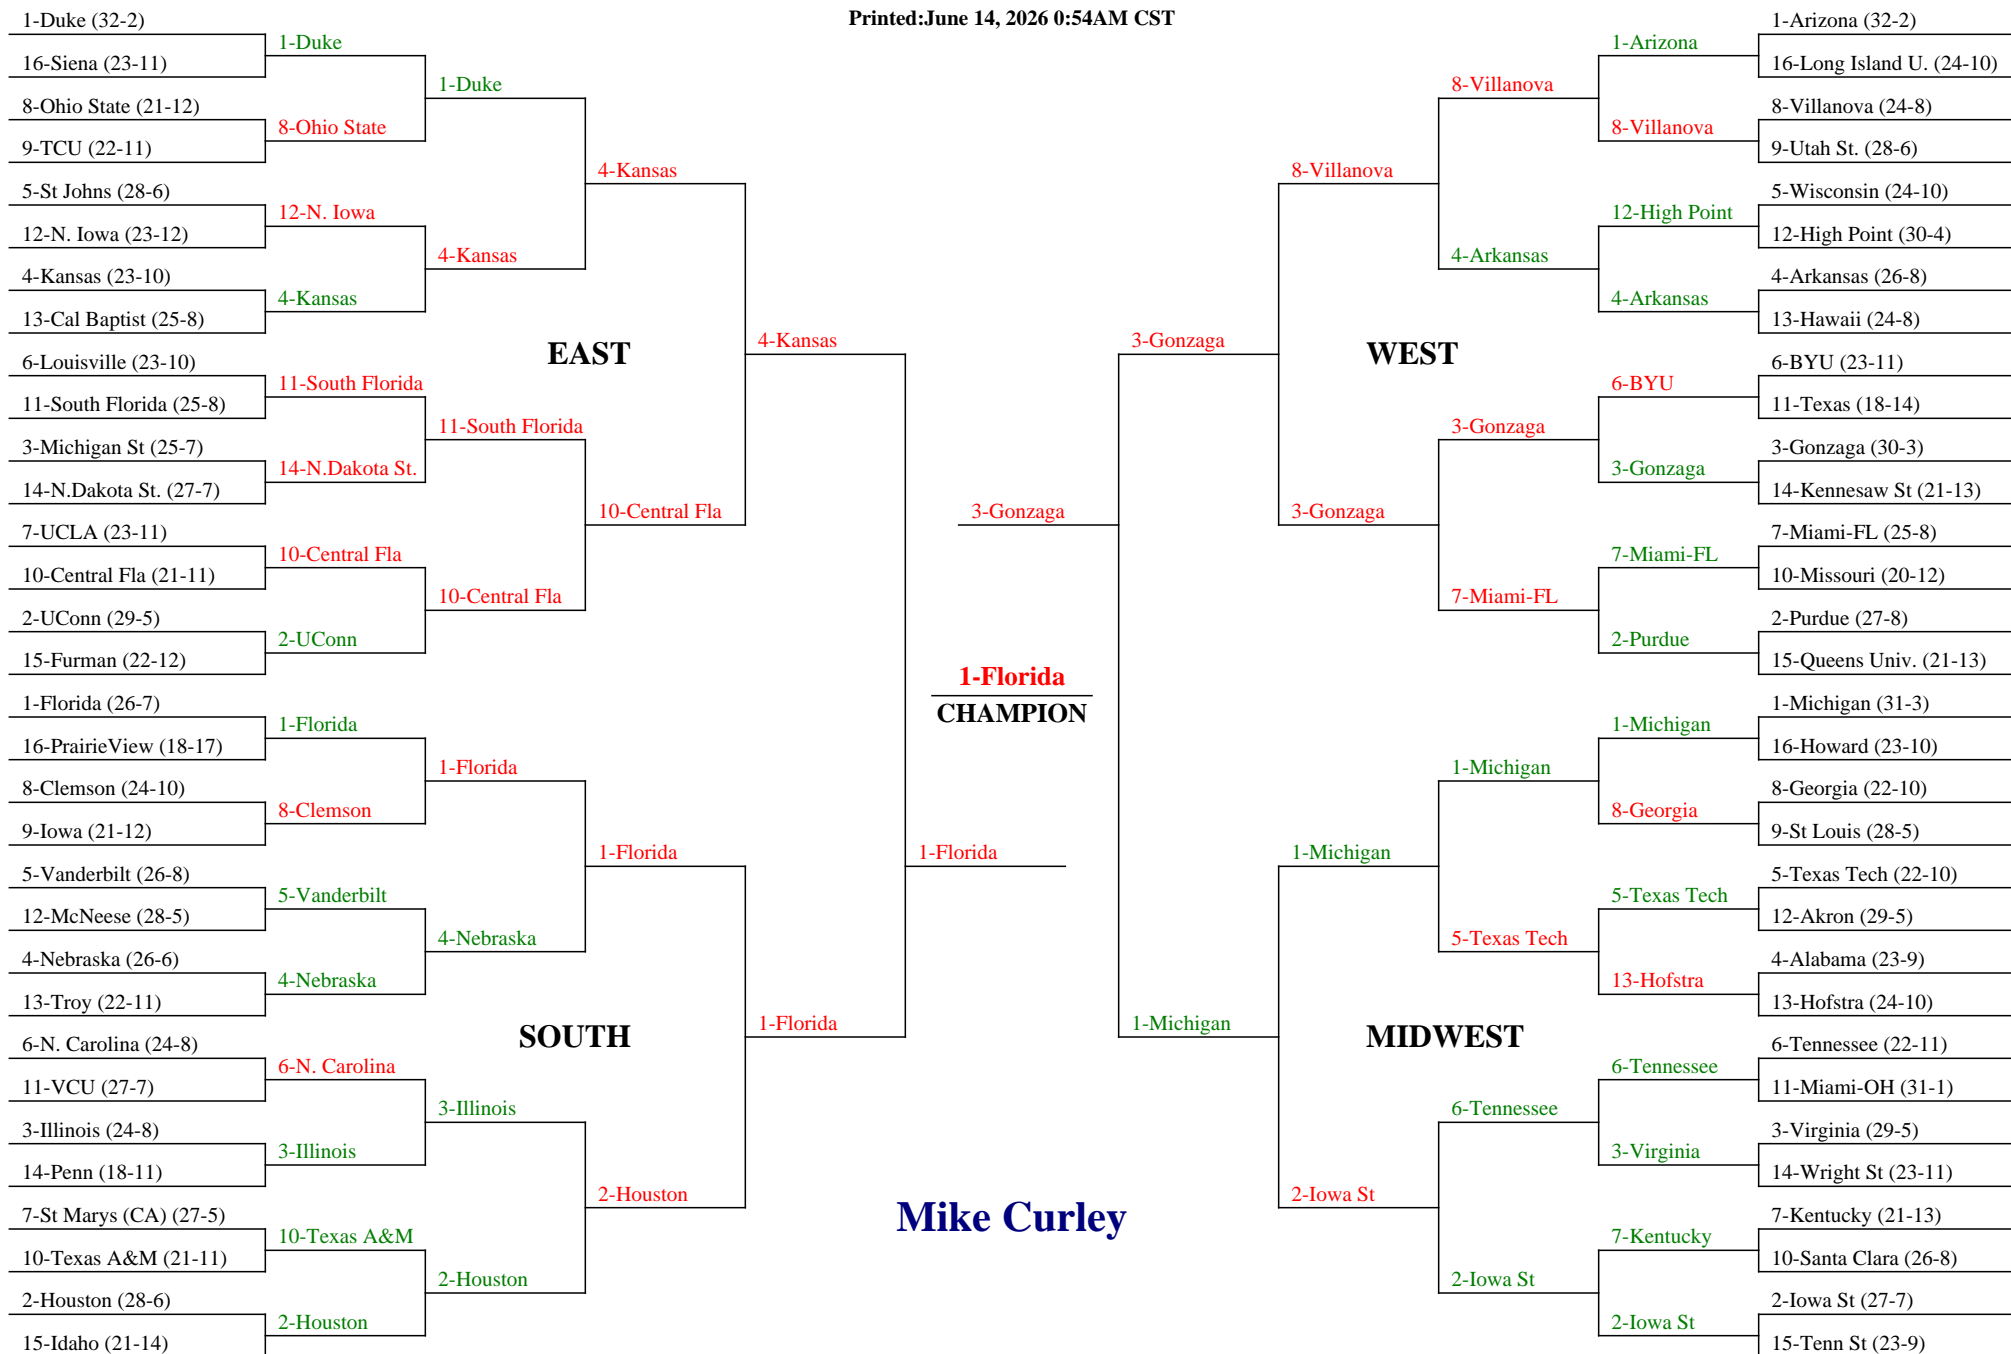 Printed:June 14, 2026 0:54AM CST
1-Duke (32-2)
16-Siena (23-11)
8-Ohio State (21-12)
9-TCU (22-11)
5-St Johns (28-6)
12-N. Iowa (23-12)
4-Kansas (23-10)
13-Cal Baptist (25-8)
6-Louisville (23-10)
11-South Florida (25-8)
3-Michigan St (25-7)
14-N.Dakota St. (27-7)
7-UCLA (23-11)
10-Central Fla (21-11)
2-UConn (29-5)
15-Furman (22-12)
1-Florida (26-7)
16-PrairieView (18-17)
8-Clemson (24-10)
9-Iowa (21-12)
5-Vanderbilt (26-8)
12-McNeese (28-5)
4-Nebraska (26-6)
13-Troy (22-11)
6-N. Carolina (24-8)
11-VCU (27-7)
3-Illinois (24-8)
14-Penn (18-11)
7-St Marys (CA) (27-5)
10-Texas A&M (21-11)
2-Houston (28-6)
15-Idaho (21-14)
1-Duke
8-Ohio State
12-N. Iowa
4-Kansas
11-South Florida
14-N.Dakota St.
10-Central Fla
2-UConn
1-Florida
8-Clemson
5-Vanderbilt
4-Nebraska
6-N. Carolina
3-Illinois
10-Texas A&M
2-Houston
1-Duke
4-Kansas
11-South Florida
10-Central Fla
1-Florida
4-Nebraska
3-Illinois
2-Houston
4-Kansas
10-Central Fla
1-Florida
2-Houston
EAST
SOUTH
4-Kansas
1-Florida
1-Florida
3-Gonzaga
1-Florida
CHAMPION
Mike Curley
3-Gonzaga
1-Michigan
WEST
MIDWEST
8-Villanova
3-Gonzaga
1-Michigan
2-Iowa St
8-Villanova
4-Arkansas
3-Gonzaga
7-Miami-FL
1-Michigan
5-Texas Tech
6-Tennessee
2-Iowa St
1-Arizona
8-Villanova
12-High Point
4-Arkansas
6-BYU
3-Gonzaga
7-Miami-FL
2-Purdue
1-Michigan
8-Georgia
5-Texas Tech
13-Hofstra
6-Tennessee
3-Virginia
7-Kentucky
2-Iowa St
1-Arizona (32-2)
16-Long Island U. (24-10)
8-Villanova (24-8)
9-Utah St. (28-6)
5-Wisconsin (24-10)
12-High Point (30-4)
4-Arkansas (26-8)
13-Hawaii (24-8)
6-BYU (23-11)
11-Texas (18-14)
3-Gonzaga (30-3)
14-Kennesaw St (21-13)
7-Miami-FL (25-8)
10-Missouri (20-12)
2-Purdue (27-8)
15-Queens Univ. (21-13)
1-Michigan (31-3)
16-Howard (23-10)
8-Georgia (22-10)
9-St Louis (28-5)
5-Texas Tech (22-10)
12-Akron (29-5)
4-Alabama (23-9)
13-Hofstra (24-10)
6-Tennessee (22-11)
11-Miami-OH (31-1)
3-Virginia (29-5)
14-Wright St (23-11)
7-Kentucky (21-13)
10-Santa Clara (26-8)
2-Iowa St (27-7)
15-Tenn St (23-9)